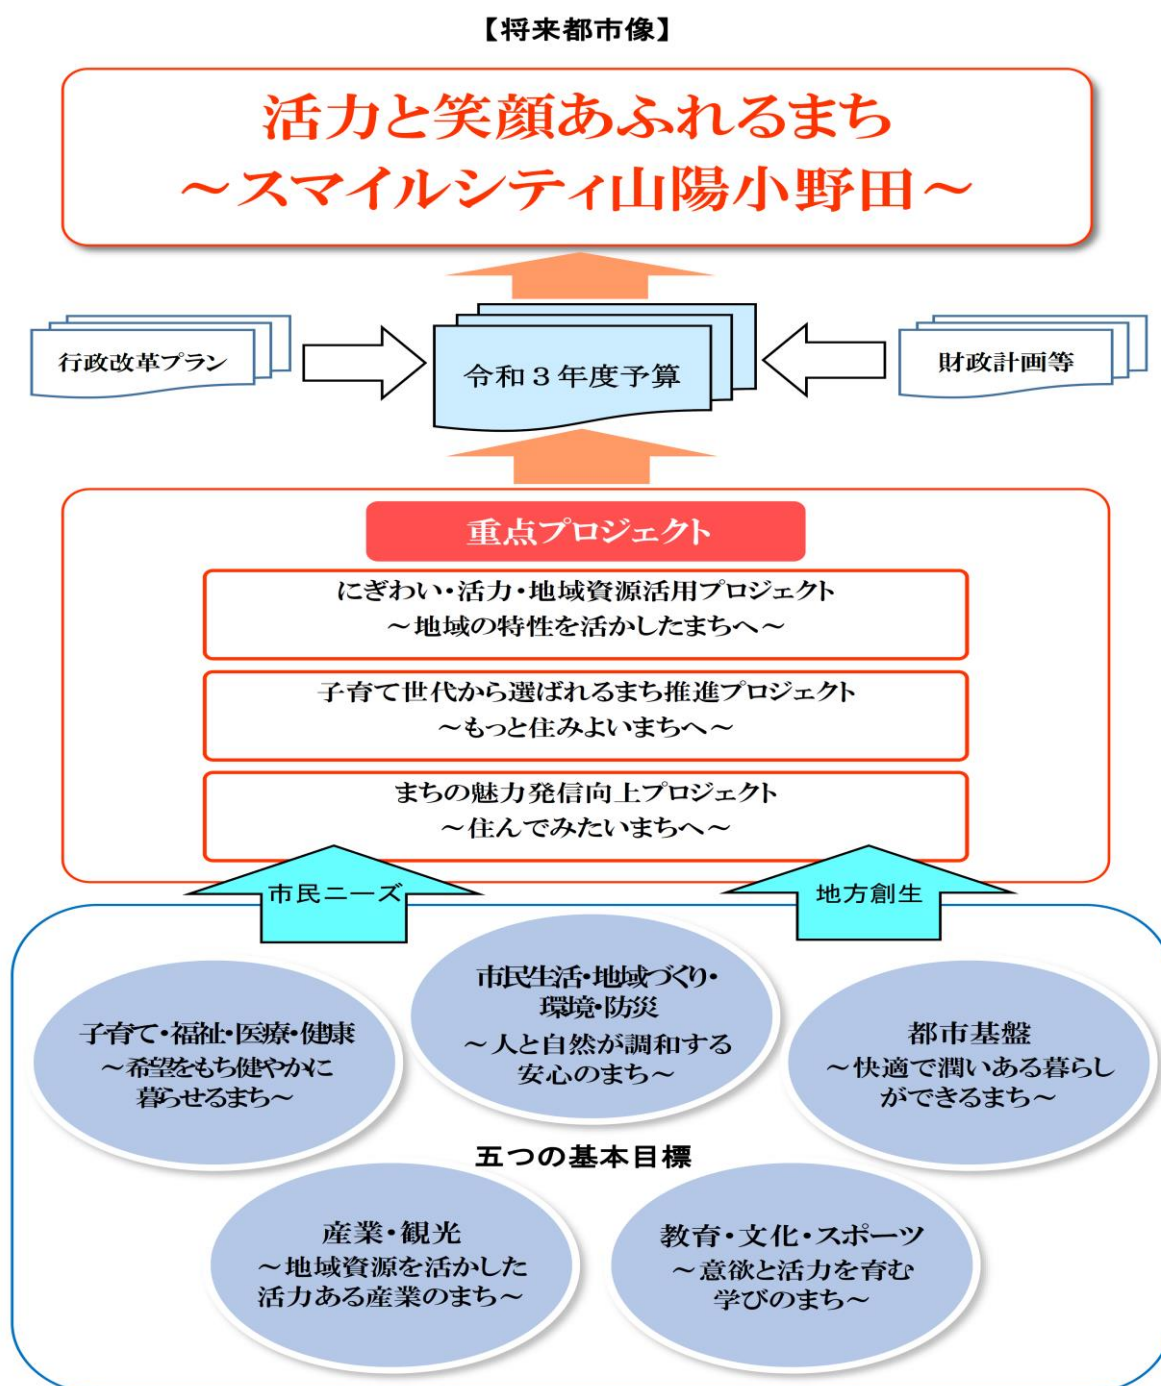 【将来都市像】
活力と笑顔あふれるまち
～スマイルシティ山陽小野田～
行政改革プラン
令和３年度予算
財政計画等
重点プロジェクト
にぎわい・活力・地域資源活用プロジェクト
～地域の特性を活かしたまちへ～
子育て世代から選ばれるまち推進プロジェクト
～もっと住みよいまちへ～
まちの魅力発信向上プロジェクト
～住んでみたいまちへ～
市民ニーズ
地方創生
子育て・福祉・医療・健康
～希望をもち健やかに
暮らせるまち～
市民生活・地域づくり・
環境・防災
～人と自然が調和する
安心のまち～
都市基盤
～快適で潤いある暮らし
ができるまち～
五つの基本目標
産業・観光
～地域資源を活かした
活力ある産業のまち～
教育・文化・スポーツ
～意欲と活力を育む
学びのまち～